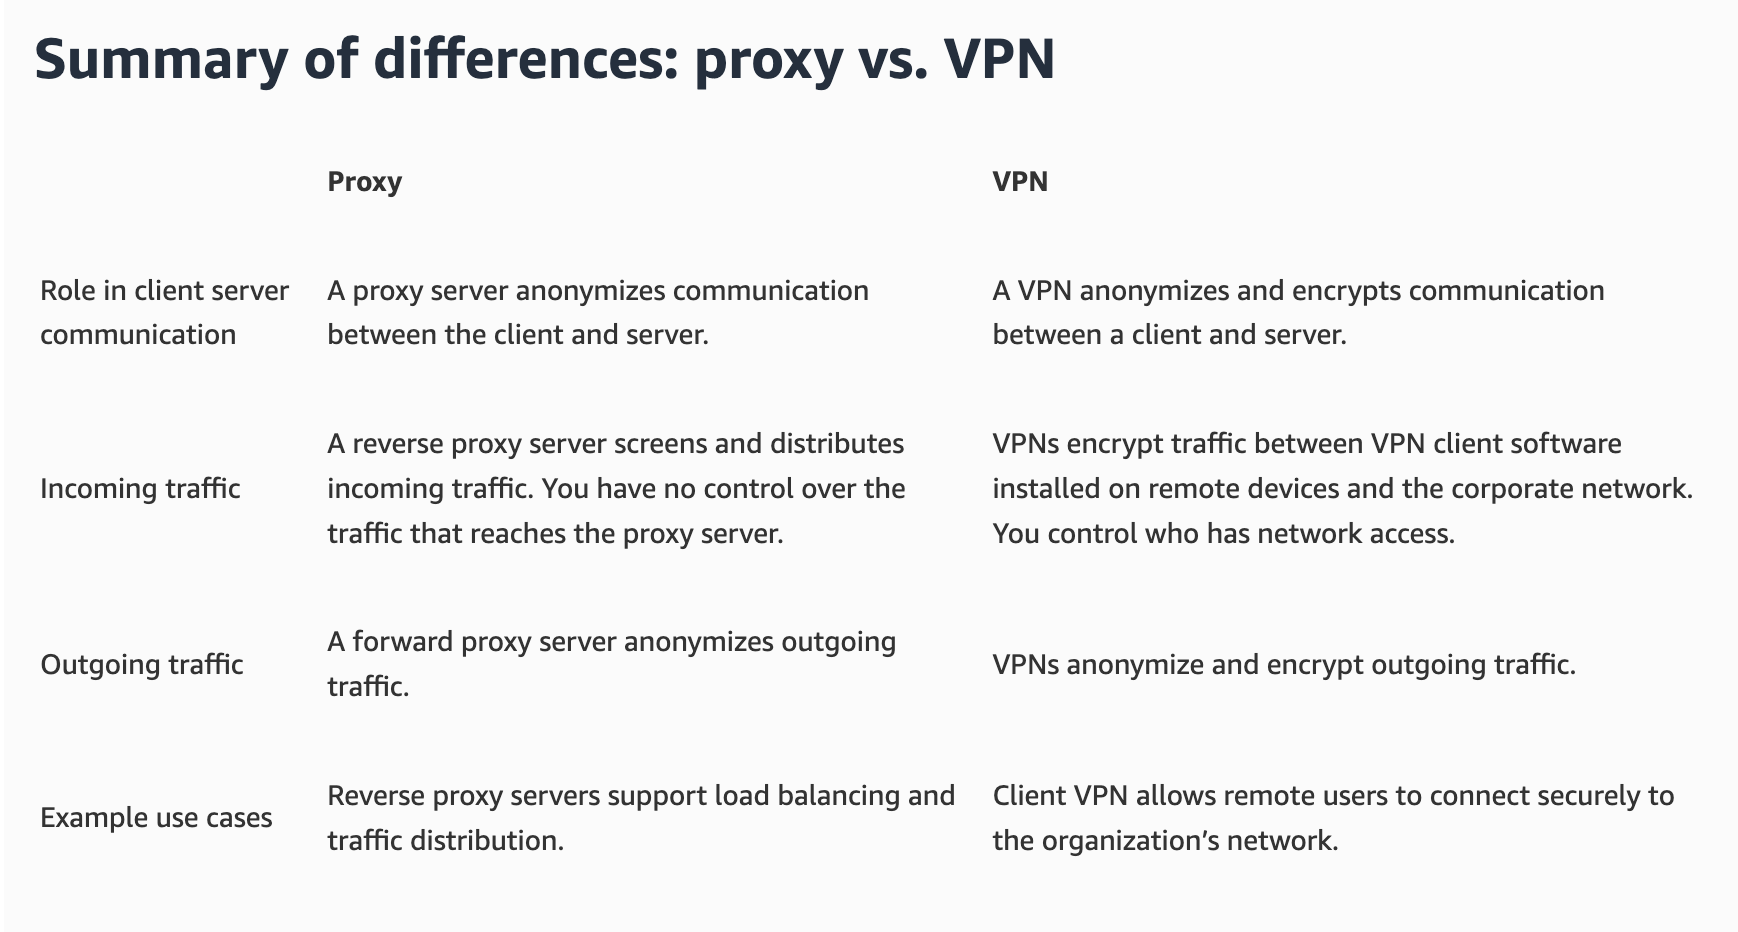 Summary of differences: proxy vs. VPN
Proxy
VPN
Role in client server
communication
A proxy server anonymizes communication
between the client and server.
A VPN anonymizes and encrypts communication
between a client and server.
Incoming traffic
A reverse proxy server screens and distributes
incoming traffic. You have no control over the
traffic that reaches the proxy server.
VPNs encrypt traffic between VPN client software
installed on remote devices and the corporate network.
You control who has network access.
Outgoing traffic
A forward proxy server anonymizes outgoing
traffic.
VPNs anonymize and encrypt outgoing traffic.
Example use cases
Reverse proxy servers support load balancing and
traffic distribution.
Client VPN allows remote users to connect securely to
the organization’s network.